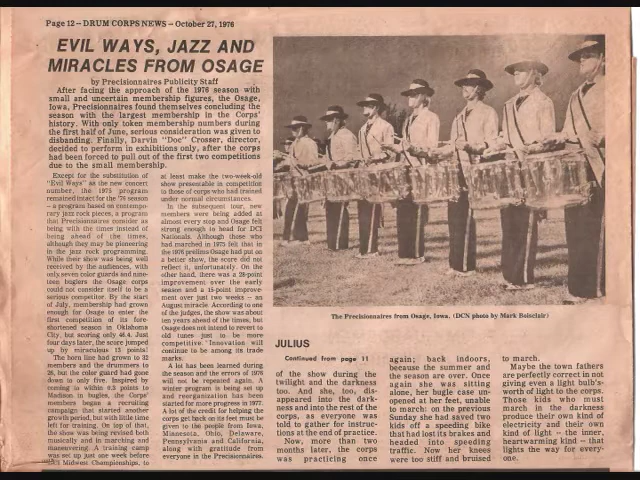 Page 12 -- DRUM CORPS NEWS -- October 27, 1976
EVIL WAYS, JAZZ AND
MIRACLES FROM OSAGE
by Precisionnaires Publicity Staff
After facing the approach of the 1976 season with
small and uncertain membership figures, the Osage,
Iowa, Precisionnaires found themselves concluding the
season with the largest membership in the Corps'
history. With only token membership numbers during
the first half of June, serious consideration was given to
disbanding. Finally, Darvin "Doc" Crosser, director,
decided to perform in exhibitions only, after the corps
had been forced to pull out of the first two competitions
due to the small membership.
Except for the substitution of
"Evil Ways" as the new concert
number, the 1975 program
remained intact for the '76 season
-- a program based on contempo-
rary jazz rock pieces, a program
that Precisionnaires consider as
being with the times instead of
being ahead of the times,
although they may be pioneering
in the jazz rock programming.
While their show was being well
received by the audiences, with
only seven color guards and nine-
teen buglers the Osage corps
could not consider itself to be a
serious competitor. By the start
of July, membership had grown
enough for Osage to enter the
first competition of its fore-
shortened season in Oklahoma
City, but scoring only 46.4. Just
four days later, the score jumped
up by miraculous 13 points!
The horn line had grown to 32
members and the drummers to
26, but the color guard had gone
down to only five. Inspired by
coming in within 0.3 points to
Madison in bugles, the Corps'
members began a recruiting
campaign that started another
growth period, but with little time
left for training. On top of that,
the show was being revised both
musically and in marching and
maneuvering. A training camp
was set up just one week before
DCI Midwest Championships, to
at least make the two-week-old
show presentable in competition
to those of corps who had trained
under normal circumstances.
In the subsequent tour, new
members were being added at
almost every stop and Osage felt
strong enough to head for DCI
Nationals. Although those who
had marched in 1975 felt that in
the 1976 prelims Osage had put on
a better show, the score did not
reflect it, unfortunately. On the
other hand, there was a 28-point
improvement over the early
season and a 15-point improve-
ment over just two weeks -- an
August miracle. According to one
of the judges, the show was about
ten years ahead of the times, but
Osage does not intend to revert to
old tunes just to be more
competitive. Innovation will
continue to be among its trade
marks.
A lot has been learned during
the season and the errors of 1976
will not be repeated again. A
winter program is being set up
and reorganization has been
started for more progress in 1977.
A lot of the credit for helping the
corps get back on its feet must be
given to the people from Iowa,
Minnesota, Ohio, Delaware,
Pennsylvania and California,
along with gratitude from
everyone in the Precisionnaires.
The Precisionnaires from Osage, Iowa. (DCN photo by Mark Boisclair)
JULIUS
Continued from page 11
of the show during the
twilight and the darkness
too. And she, too, dis-
appeared into the dark-
ness and into the rest of the
corps, as everyone was
told to gather for instruc-
tions at the end of practice.
Now, more than two
months later, the corps
was practicing once
again; back indoors,
because the summer and
the season are over. Once
again she was sitting
alone, her bugle case un-
opened at her feet, unable
to march: on the previous
Sunday she had saved two
kids off a speeding bike
that had lost its brakes and
headed into speeding
traffic. Now her knees
were too stiff and bruised
to march.
Maybe the town fathers
are perfectly correct in not
giving even a light bulb's-
worth of light to the corps.
Those kids who must
march in the darkness
produce their own kind of
electricity and their own
kind of light -- the inner,
heartwarming kind -- that
lights the way for every-
one.